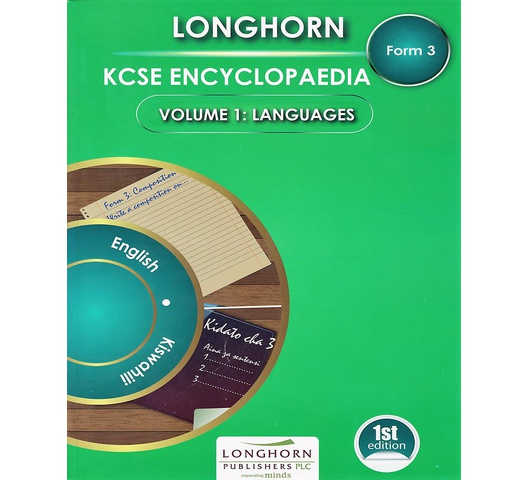 LONGHORN
Form 3
KCSE ENCYCLOPAEDIA
VOLUME 1: LANGUAGES
Form 3: Composition
Write a composition on...
English
Kiswahili
Kidato cha 3
Aina za sentensi
1.
2.
3.
1st
edition
LONGHORN
PUBLISHERS PLC
expanding minds